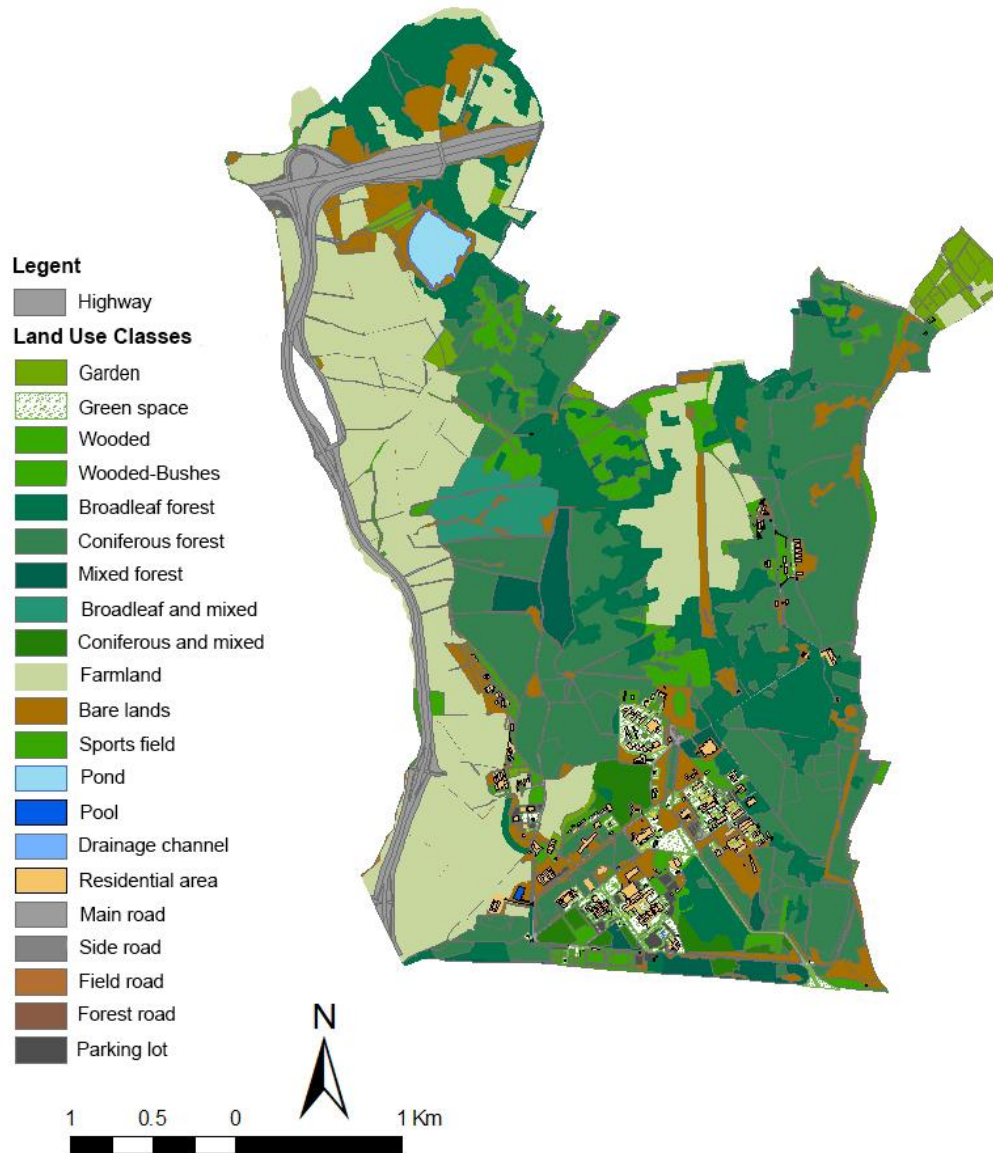 Legent
Highway
Land Use Classes
Garden
Green space
Wooded
Wooded-Bushes
Broadleaf forest
Coniferous forest
Mixed forest
Broadleaf and mixed
Coniferous and mixed
Farmland
Bare lands
Sports field
Pond
Pool
Drainage channel
Residential area
Main road
Side road
Field road
Forest road
Parking lot
N
1 0.5 0 1 Km